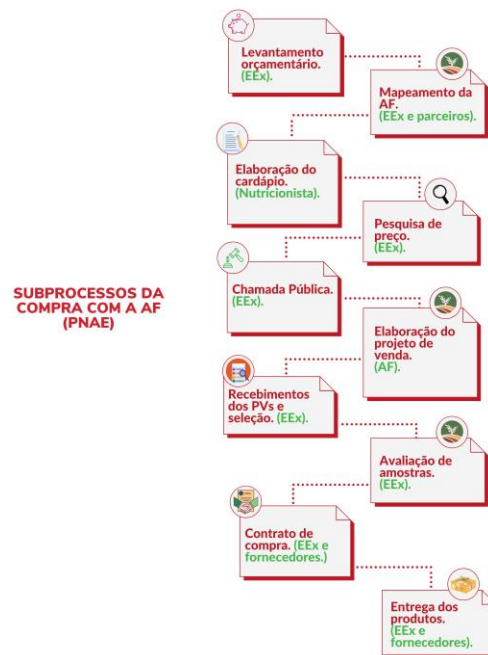 SUBPROCESSOS DA
COMPRA COM A AF
(PNAE)
Levantamento
orçamentário.
(EEx).
Mapeamento da
AF.
(EEx e parceiros).
Elaboração do
cardápio.
(Nutricionista).
Pesquisa de
preço.
(EEx).
Chamada Pública.
(EEx).
Elaboração do
projeto de
venda.
(AF).
Recebimentos
dos PVs e
seleção. (EEx).
Avaliação de
amostras.
(EEx).
Contrato de
compra. (EEx e
fornecedores.)
Entrega dos
produtos.
(EEx e
fornecedores).